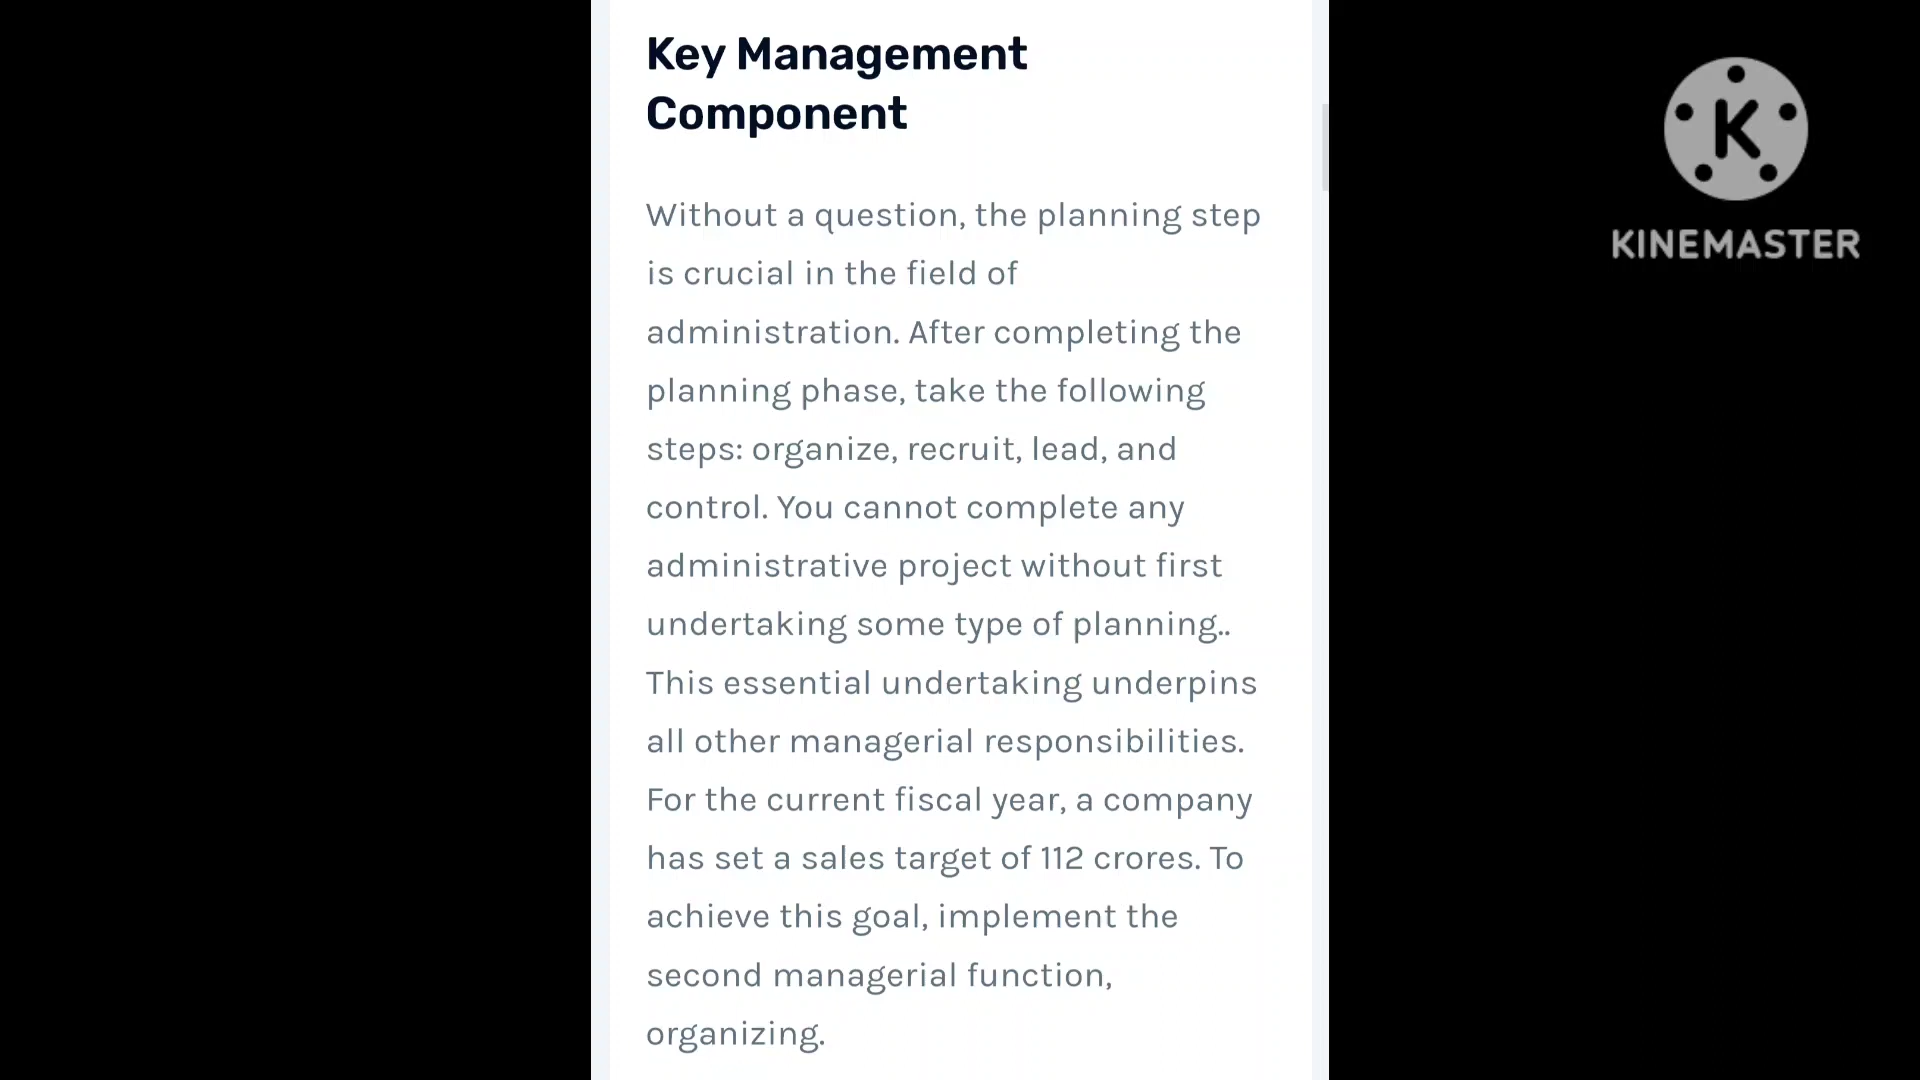 Key Management
Component
Without a question, the planning step
is crucial in the field of
administration. After completing the
planning phase, take the following
steps: organize, recruit, lead, and
control. You cannot complete any
administrative project without first
undertaking some type of planning..
This essential undertaking underpins
all other managerial responsibilities.
For the current fiscal year, a company
has set a sales target of 112 crores. To
achieve this goal, implement the
second managerial function,
organizing.
K
KINEMASTER